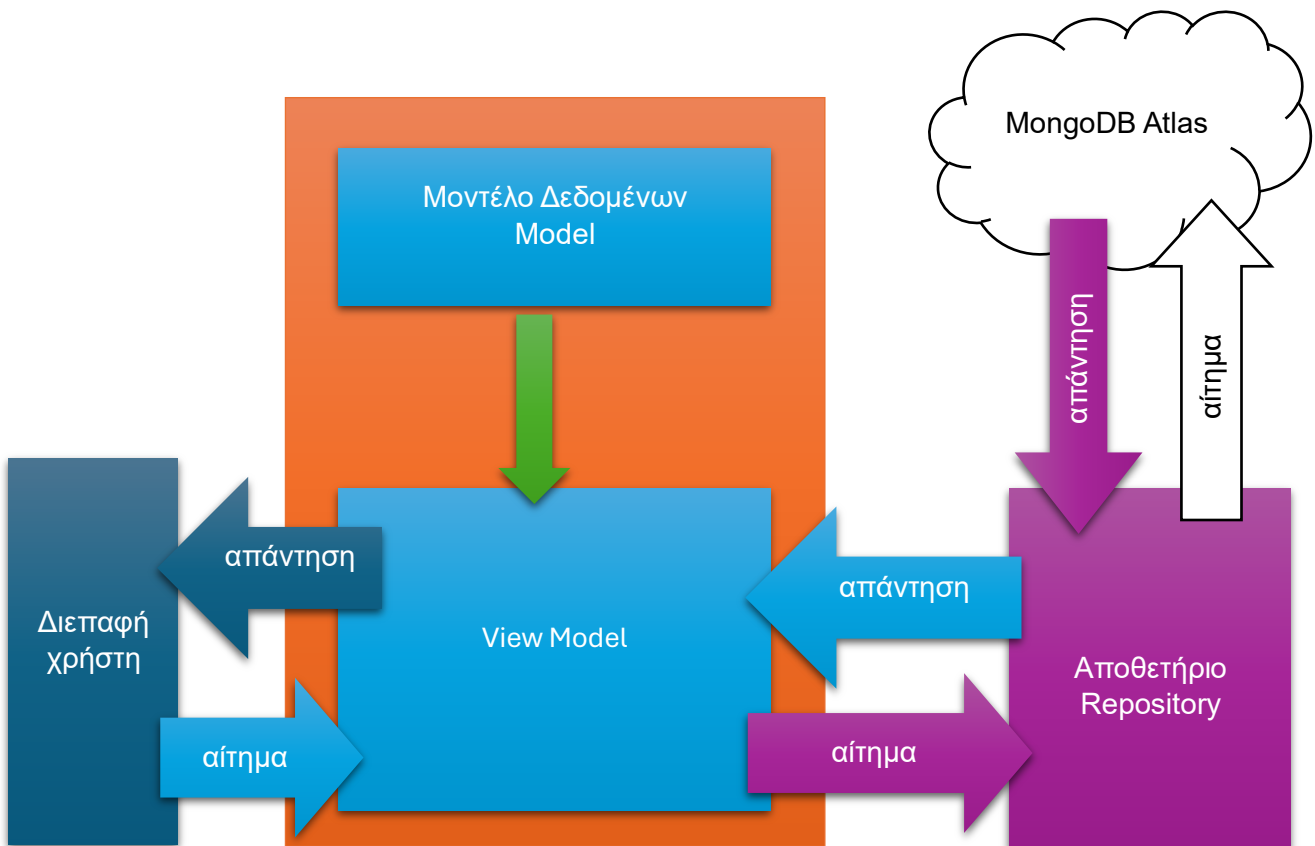 MongoDB Atlas
Μοντέλο Δεδομένων
Model
απάντηση
αίτημα
απάντηση
απάντηση
Διεπαφή
χρήστη
View Model
Αποθετήριο
Repository
αίτημα
αίτημα